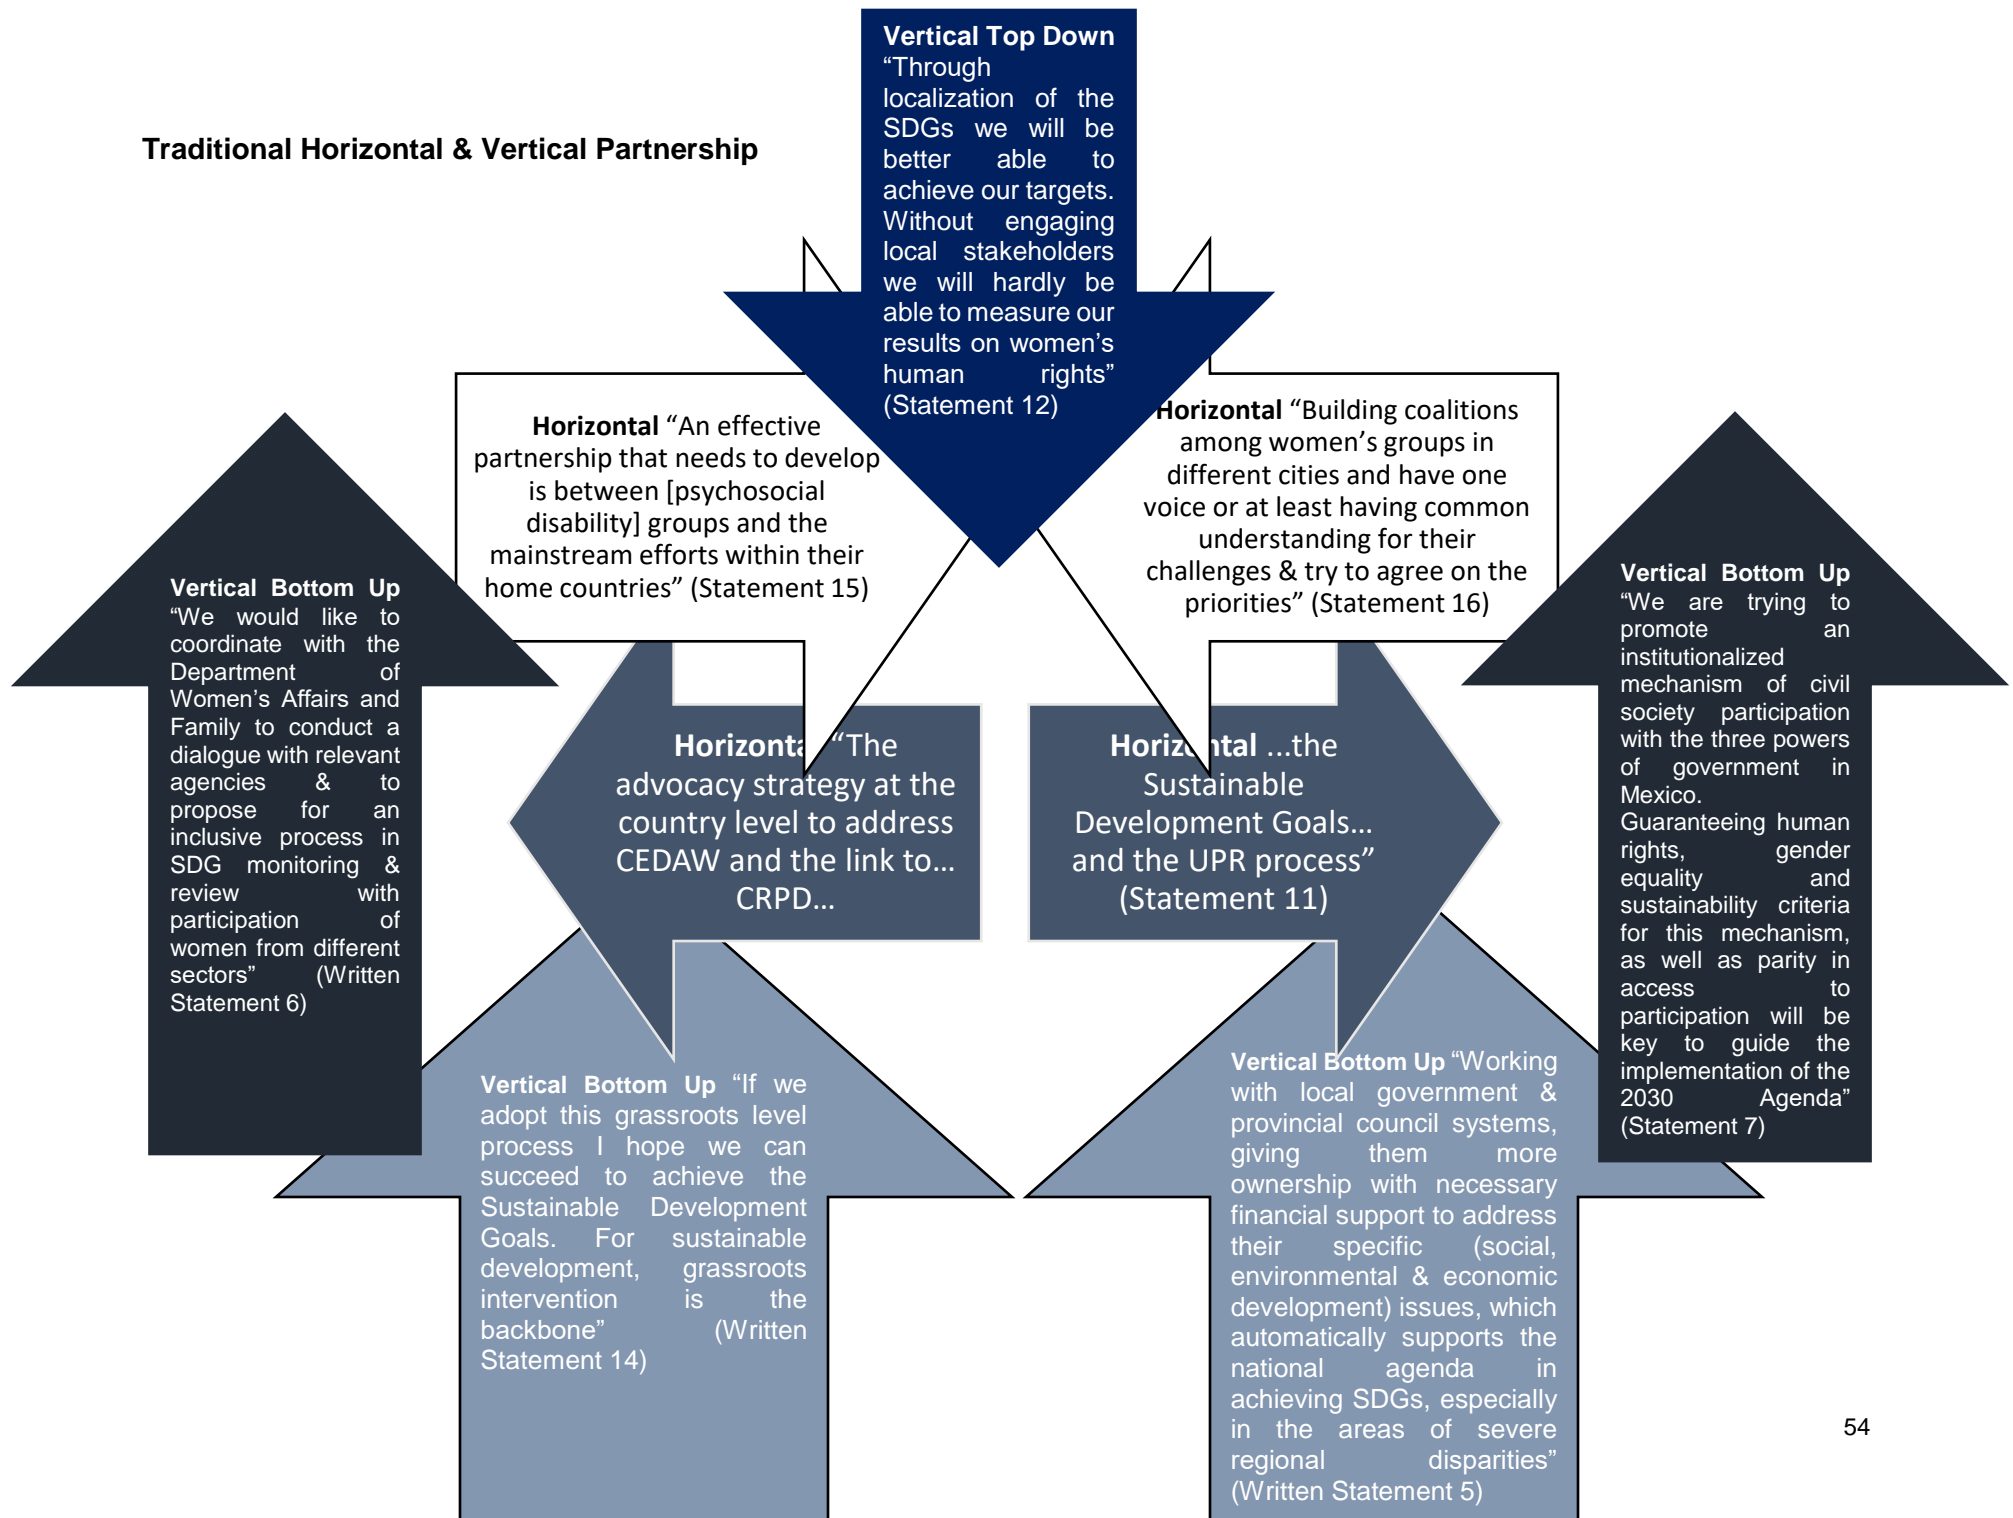 Traditional Horizontal & Vertical Partnership
Vertical Top Down
“Through
localization of the
SDGs we will be
better able to
achieve our targets.
Without engaging
local stakeholders
we will hardly be
able to measure our
results on women’s
human rights”
(Statement 12)
Horizontal “An effective
partnership that needs to develop
is between [psychosocial
disability] groups and the
mainstream efforts within their
home countries” (Statement 15)
Horizontal “Building coalitions
among women’s groups in
different cities and have one
voice or at least having common
understanding for their
challenges & try to agree on the
priorities” (Statement 16)
Vertical Bottom Up
“We would like to
coordinate with the
Department of
Women’s Affairs and
Family to conduct a
dialogue with relevant
agencies & to
propose for an
inclusive process in
SDG monitoring &
review with
participation of
women from different
sectors” (Written
Statement 6)
Horizontal “The
advocacy strategy at the
country level to address
CEDAW and the link to…
CRPD…
Horizontal …the
Sustainable
Development Goals…
and the UPR process”
(Statement 11)
Vertical Bottom Up
“We are trying to
promote an
institutionalized
mechanism of civil
society participation
with the three powers
of government in
Mexico.
Guaranteeing human
rights, gender
equality and
sustainability criteria
for this mechanism,
as well as parity in
access to
participation will be
key to guide the
implementation of the
2030 Agenda”
(Statement 7)
Vertical Bottom Up “If we
adopt this grassroots level
process I hope we can
succeed to achieve the
Sustainable Development
Goals. For sustainable
development, grassroots
intervention is the
backbone” (Written
Statement 14)
Vertical Bottom Up “Working
with local government &
provincial council systems,
giving them more
ownership with necessary
financial support to address
their specific (social,
environmental & economic
development) issues, which
automatically supports the
national agenda in
achieving SDGs, especially
in the areas of severe
regional disparities”
(Written Statement 5)
54